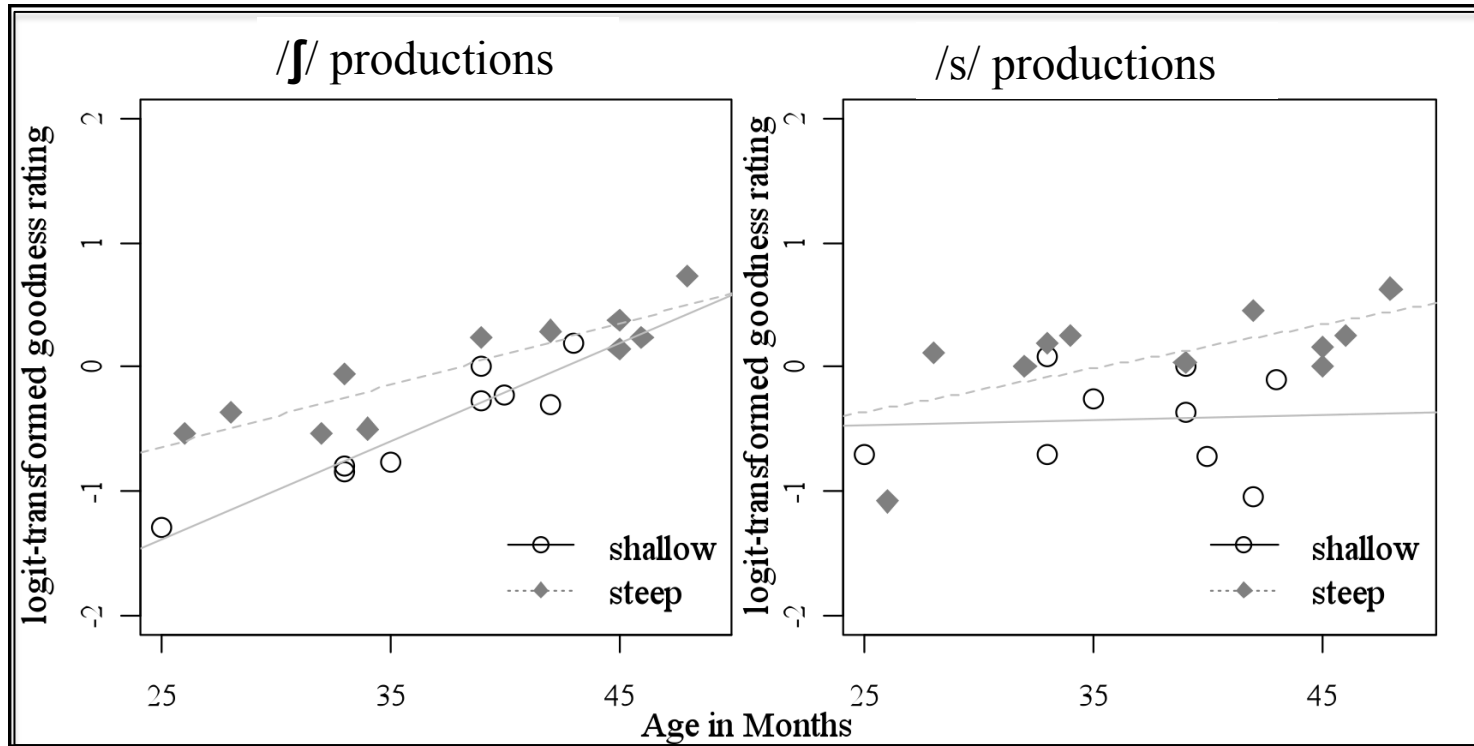 /ʃ/ productions
logit-transformed goodness rating
2
1
0
-1
-2
shallow
steep
25
35
45
/s/ productions
logit-transformed goodness rating
2
1
0
-1
-2
shallow
steep
25
35
45
Age in Months